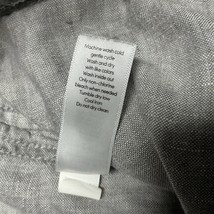 Machine wash cold
gentle cycle
Wash and dry
with like colors
Wash inside out
Only non-chlorine
bleach when needed
Tumble dry low
Cool iron
Do not dry clean